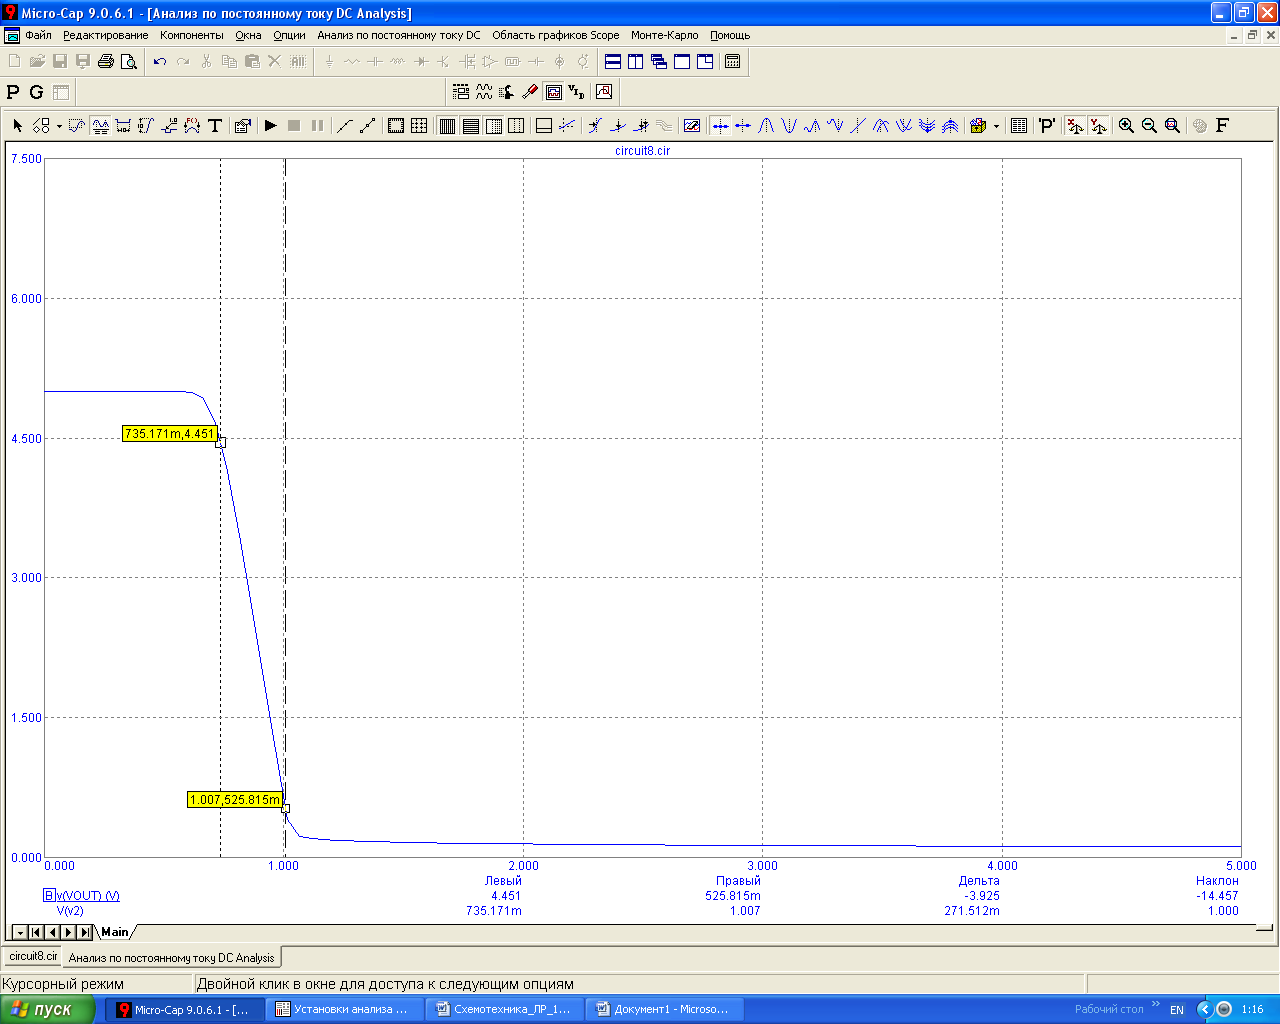 Micro-Cap 9.0.6.1 - [Анализ по постоянному току DC Analysis]
Файл Редактирование Компоненты Окна Опции Анализ по постоянному току DC Область графиков Scope Монте-Карло Помощь
P G
T 'P' F
circuit8.cir
7.500
6.000
4.500
3.000
1.500
0.000
735.171m,4.451
1.007,525.815m
0.000 1.000 2.000 3.000 4.000 5.000
Левый Правый Дельта Наклон
B v(VOUT) (V) 4.451 525.815m -3.925 -14.457
V(v2) 735.171m 1.007 271.512m 1.000
Main
circuit8.cir Анализ по постоянному току DC Analysis
Курсорный режим Двойной клик в окне для доступа к следующим опциям
пуск Micro-Cap 9.0.6.1 - [... Установки анализа ... Схемотехника_ЛР_1... Документ1 - Microso... Рабочий стол » EN 1:16